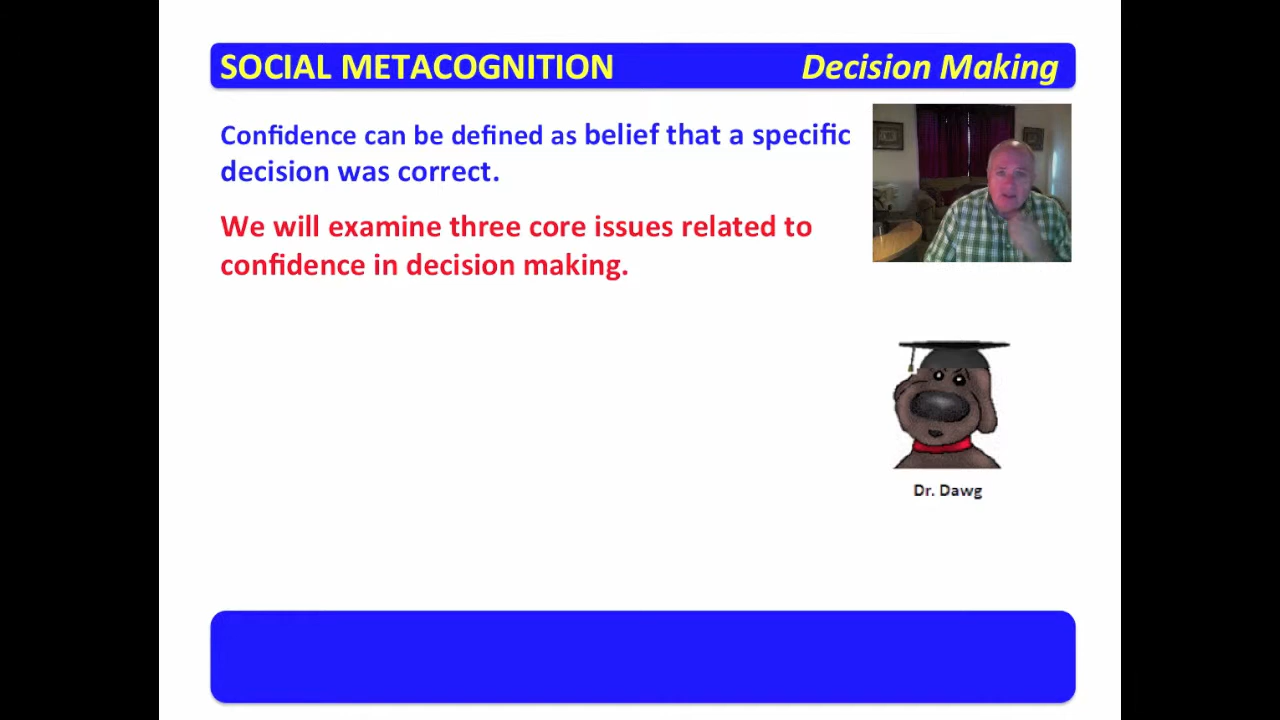 SOCIAL METACOGNITION Decision Making
Confidence can be defined as belief that a specific
decision was correct.
We will examine three core issues related to
confidence in decision making.
Dr. Dawg